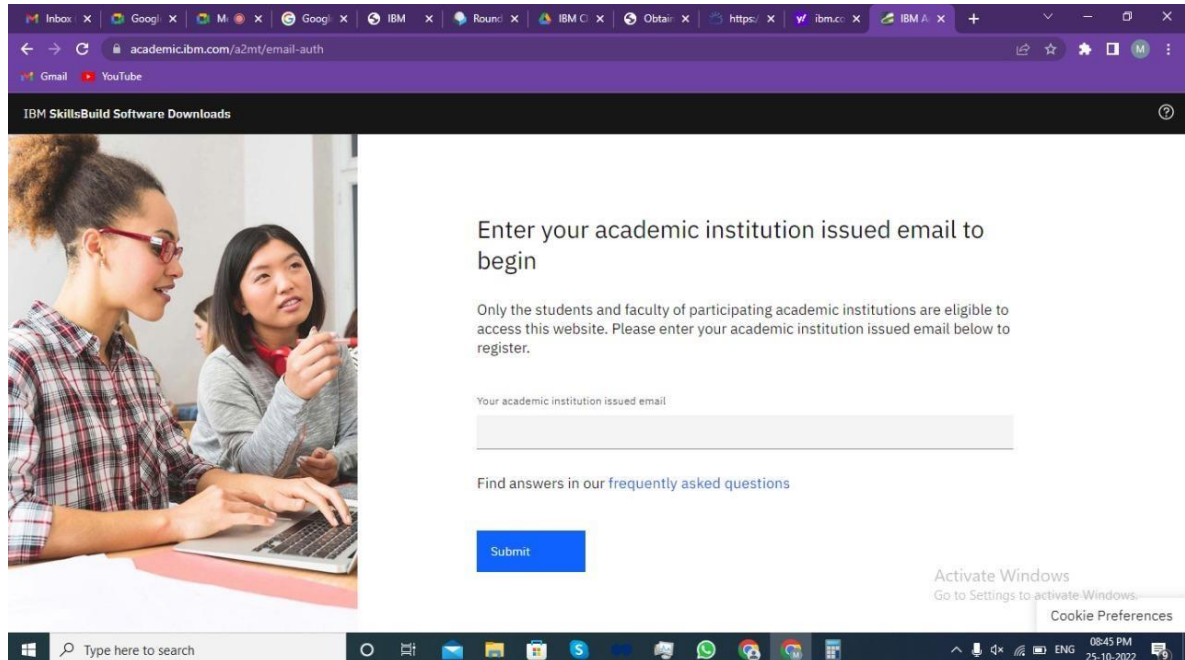 Inbox (
Googl
M
Googl
IBM
Round
IBM C
Obtair
https:/
ibm.cc
IBM A
academic.ibm.com/a2mt/email-auth
M
Gmail
YouTube
IBM SkillsBuild Software Downloads
Enter your academic institution issued email to
begin
Only the students and faculty of participating academic institutions are eligible to
access this website. Please enter your academic institution issued email below to
register.
Your academic institution issued email
Find answers in our frequently asked questions
Submit
Activate Windows
Go to Settings to activate Windows.
Cookie Preferences
Type here to search
ENG
08:45 PM
25-10-2022